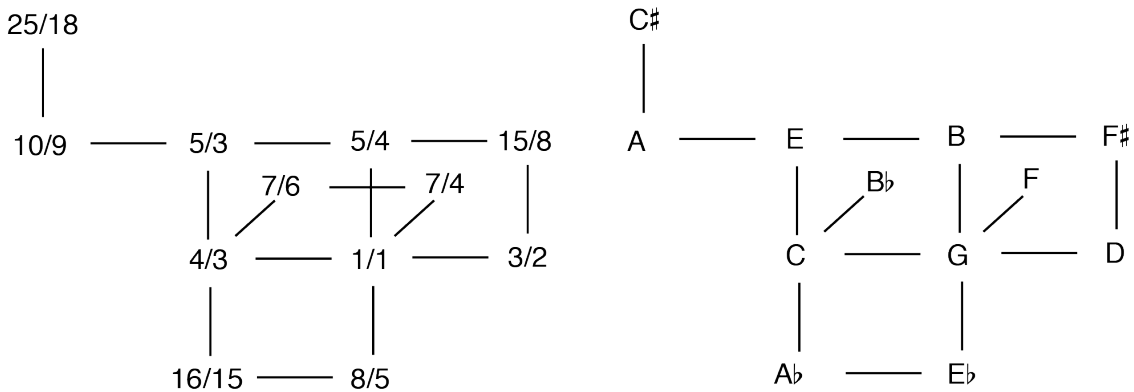 25/18
10/9 5/3 5/4 15/8
7/6 7/4
4/3 1/1 3/2
16/15 8/5
C♯
A E B F♯
B♭ F
C G D
A♭ E♭